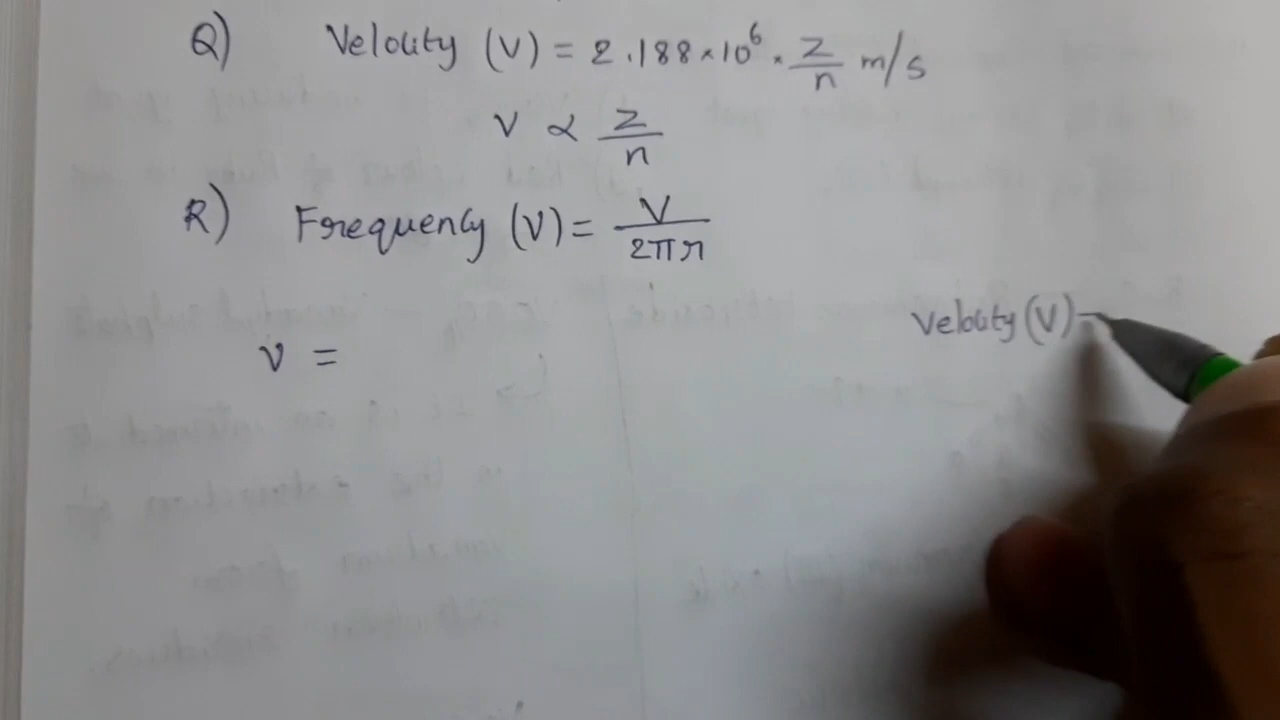 Q) Velocity (V) = 2.188×10⁶ · Z/n m/s
V ∝ Z/n
R) Frequency (ν) = V/2πr
ν =
Velocity (V) =